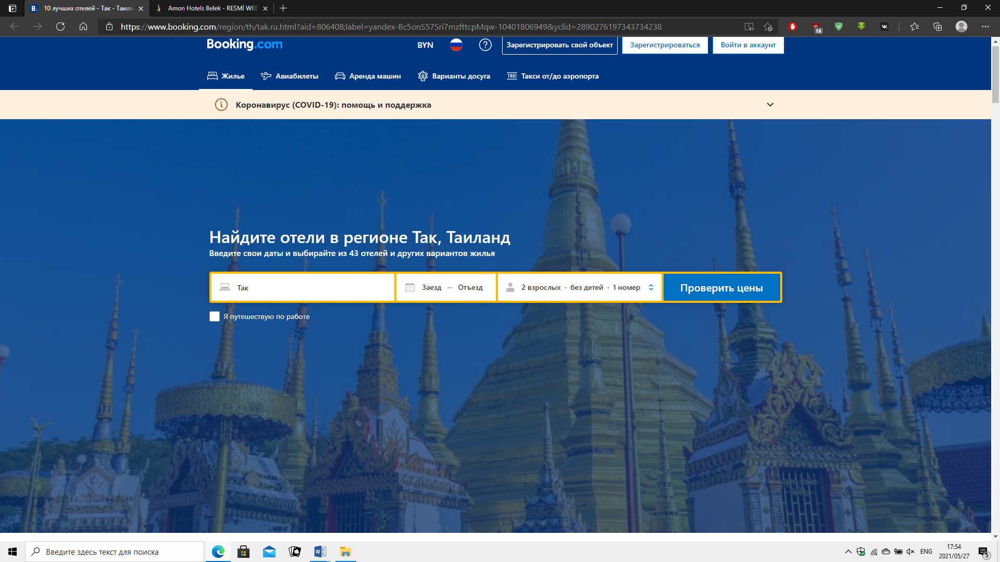 10 лучших отелей - Так - Таила
Amon Hotels Belek - RESMİ WEB
https://www.booking.com/region/th/tak.ru.html?aid=806408;label=yandex-Bc5onS57Sri7mzfttcpMqw-10401806949&yclid=2890276197343734238
18
Booking.com
BYN
Зарегистрировать свой объект
Зарегистрироваться
Войти в аккаунт
Жилье
Авиабилеты
Аренда машин
Варианты досуга
TAXI
Такси от/до аэропорта
Коронавирус (COVID-19): помощь и поддержка
Найдите отели в регионе Так, Таиланд
Введите свои даты и выбирайте из 43 отелей и других вариантов жилья
Так
Заезд — Отъезд
2 взрослых · без детей · 1 номер
Проверить цены
Я путешествую по работе
Введите здесь текст для поиска
ENG
17:54
2021/05/27
5